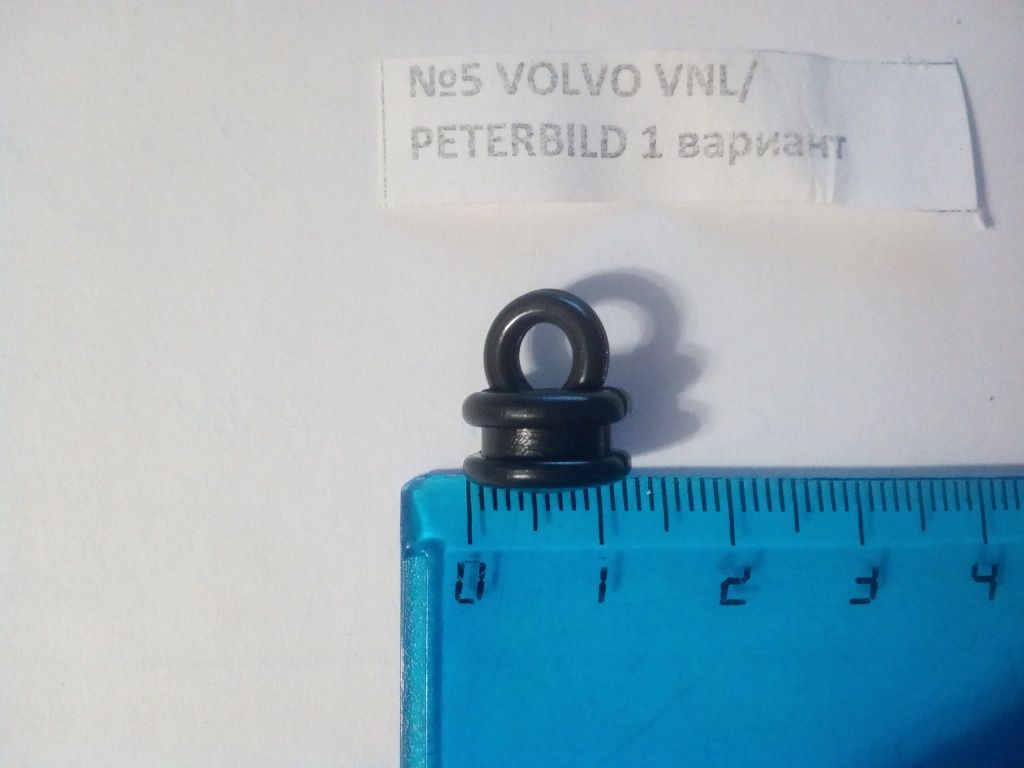 №5 VOLVO VNL/
PETERBILD 1 вариант
0 1 2 3 4